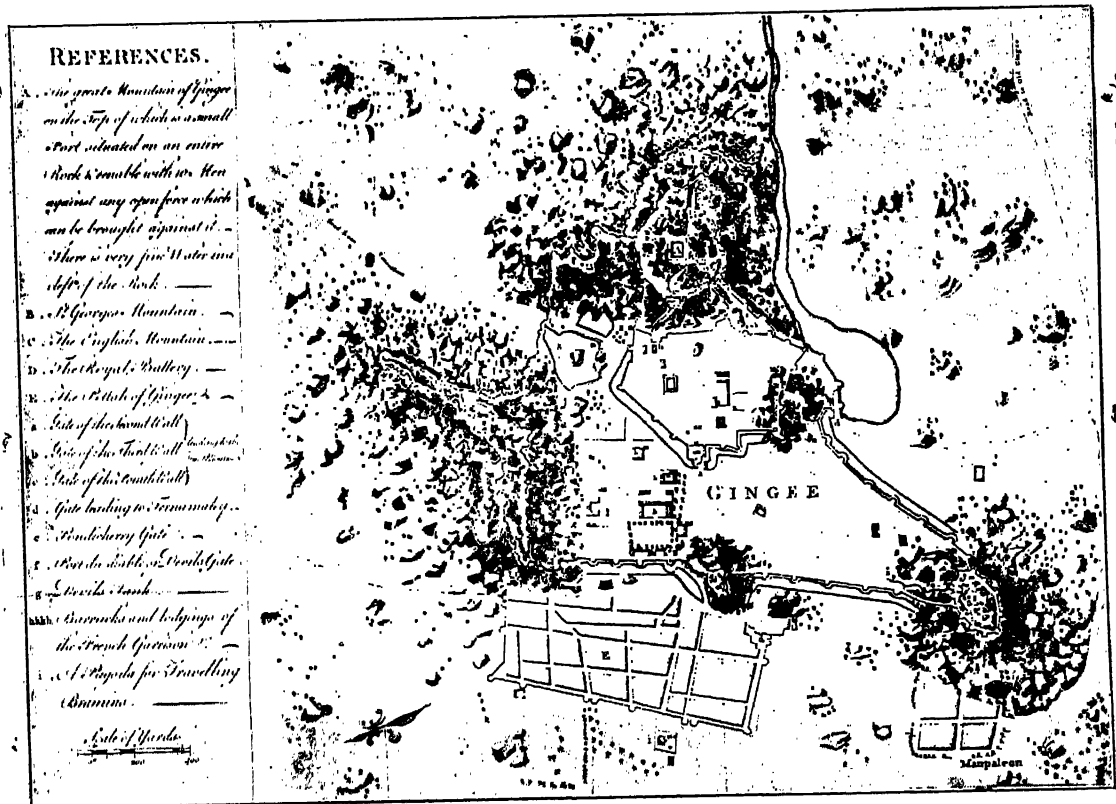 REFERENCES.
A. The great Mountain of Gingee
on the Top of which is a small
Fort situated on an entire
Rock & tenable with 10 Men
against any open force which
can be brought against it.
There is very fine Water in a
of the Rock.
B. St Georges Mountain.
C. The English Mountain.
D. The Royal Battery.
E. The Pettah of Gingee &
a Gate of the Second Wall
b Gate of the Third Wall
c Gate of the Fourth Wall
d Gate leading to
e Pondicherry Gate
f Port du diable or Devils Gate
g Devils Tank
hhhh Barracks and lodgings of
the French Garrison &c.
i A Pagoda for Travelling
Bramins.
Scale of Yards
200
GINGEE
E
Manpaleon